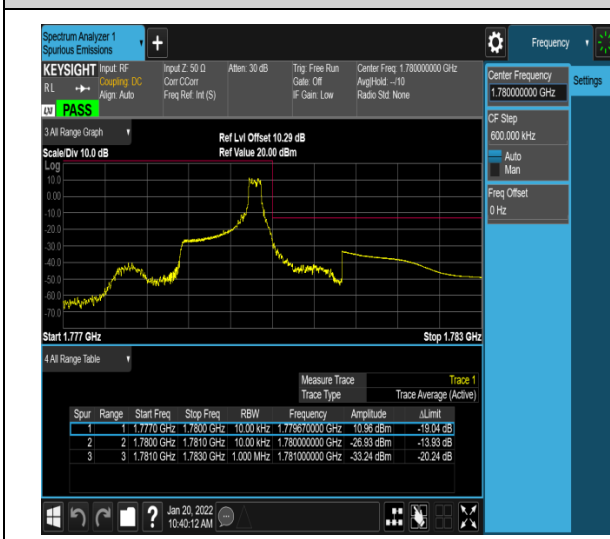 Spectrum Analyzer 1
Spurious Emissions
Frequency
KEYSIGHT Input: RF Input Z: 50 Ω Atten: 30 dB Trig: Free Run Center Freq: 1.780000000 GHz
RL Coupling: DC Corr CCorr Gate: Off Avg|Hold: --/10
Align: Auto Freq Ref: Int (S) IF Gain: Low Radio Std: None
LXI PASS
Center Frequency
1.780000000 GHz
Settings
CF Step
600.000 kHz
Auto
Man
Freq Offset
0 Hz
3 All Range Graph
Ref Lvl Offset 10.29 dB
Scale/Div 10.0 dB Ref Value 20.00 dBm
Log
10.0
0.00
-10.0
-20.0
-30.0
-40.0
-50.0
-60.0
-70.0
Start 1.777 GHz Stop 1.783 GHz
4 All Range Table
Measure Trace Trace 1
Trace Type Trace Average (Active)
Spur Range Start Freq Stop Freq RBW Frequency Amplitude ΔLimit
1 1 1.7770 GHz 1.7800 GHz 10.00 kHz 1.779670000 GHz 10.96 dBm -19.04 dB
2 2 1.7800 GHz 1.7810 GHz 10.00 kHz 1.780000000 GHz -26.93 dBm -13.93 dB
3 3 1.7810 GHz 1.7830 GHz 1.000 MHz 1.781000000 GHz -33.24 dBm -20.24 dB
Jan 20, 2022
10:40:12 AM